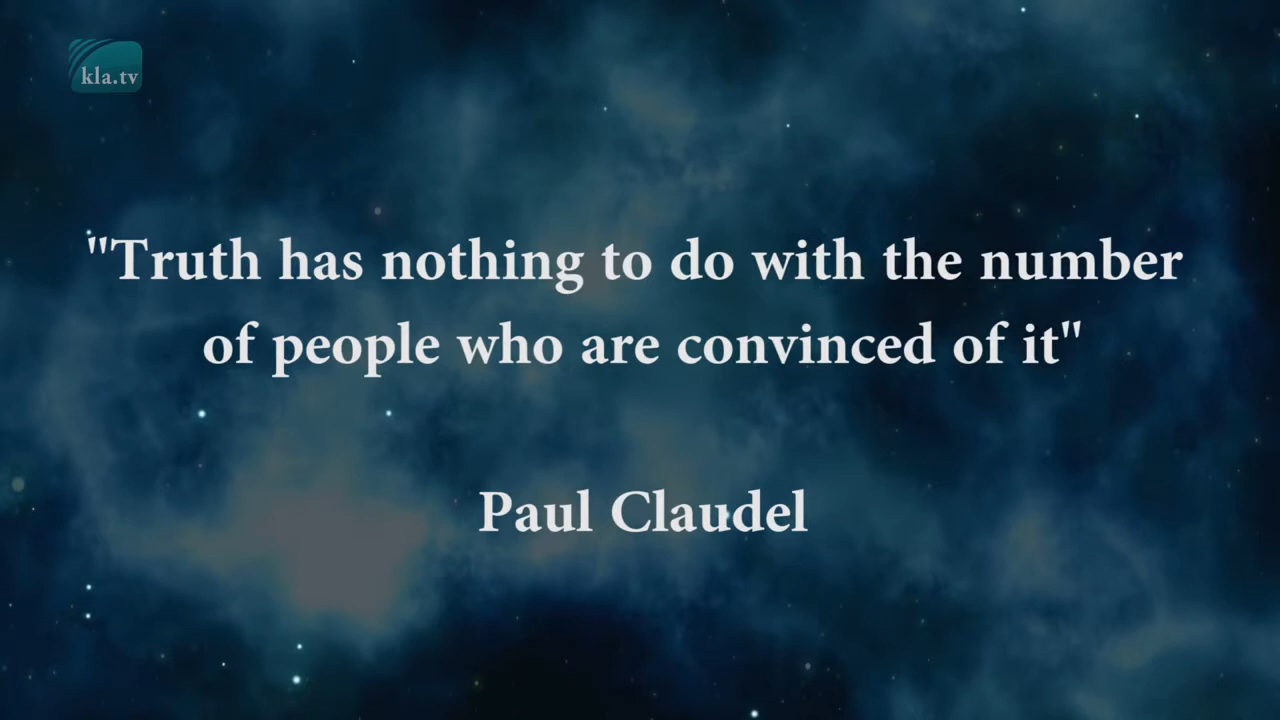 kla.tv
"Truth has nothing to do with the number
of people who are convinced of it"
Paul Claudel